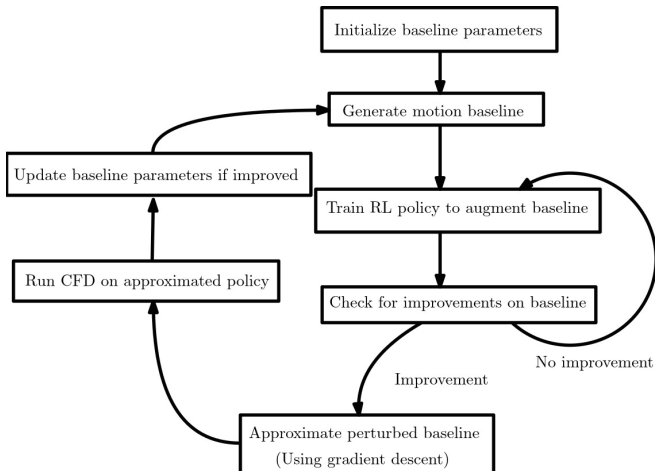 Initialize baseline parameters
Generate motion baseline
Update baseline parameters if improved
Train RL policy to augment baseline
Run CFD on approximated policy
Check for improvements on baseline
No improvement
Improvement
Approximate perturbed baseline
(Using gradient descent)